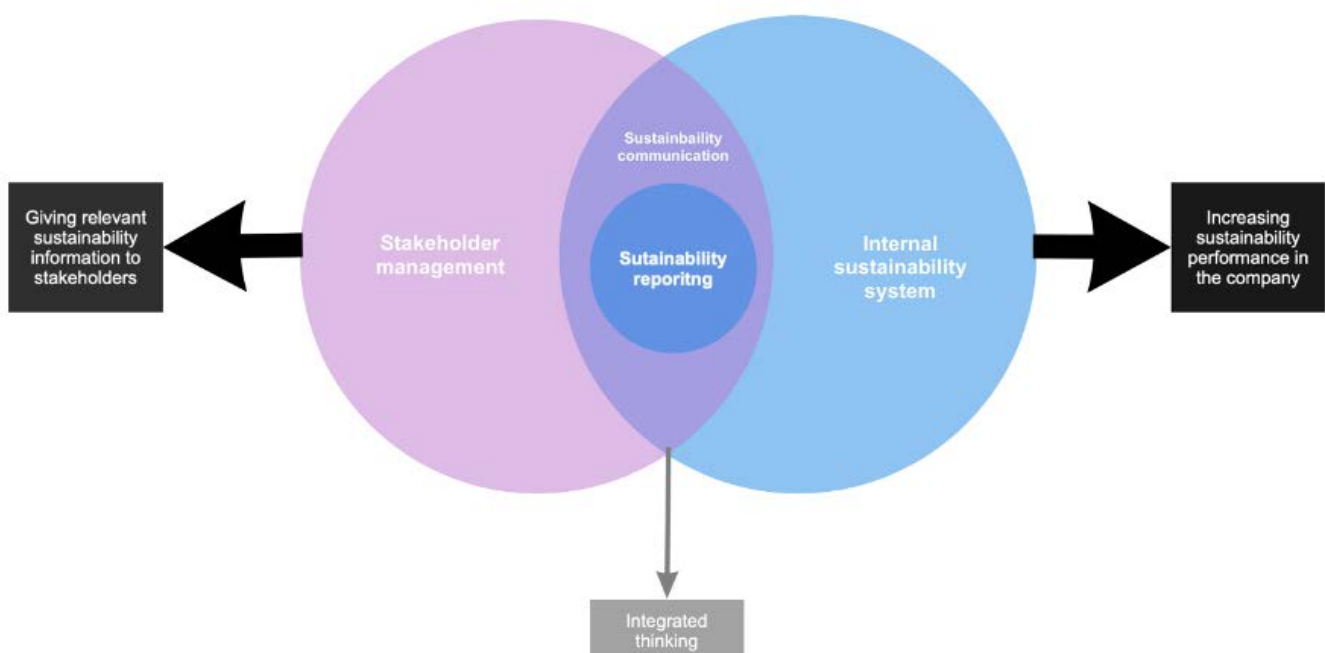 Sustainbaility
communication
Giving relevant
sustainability
information to
stakeholders
Stakeholder
management
Sutainability
reporitng
Internal
sustainability
system
Increasing
sustainability
performance in
the company
Integrated
thinking